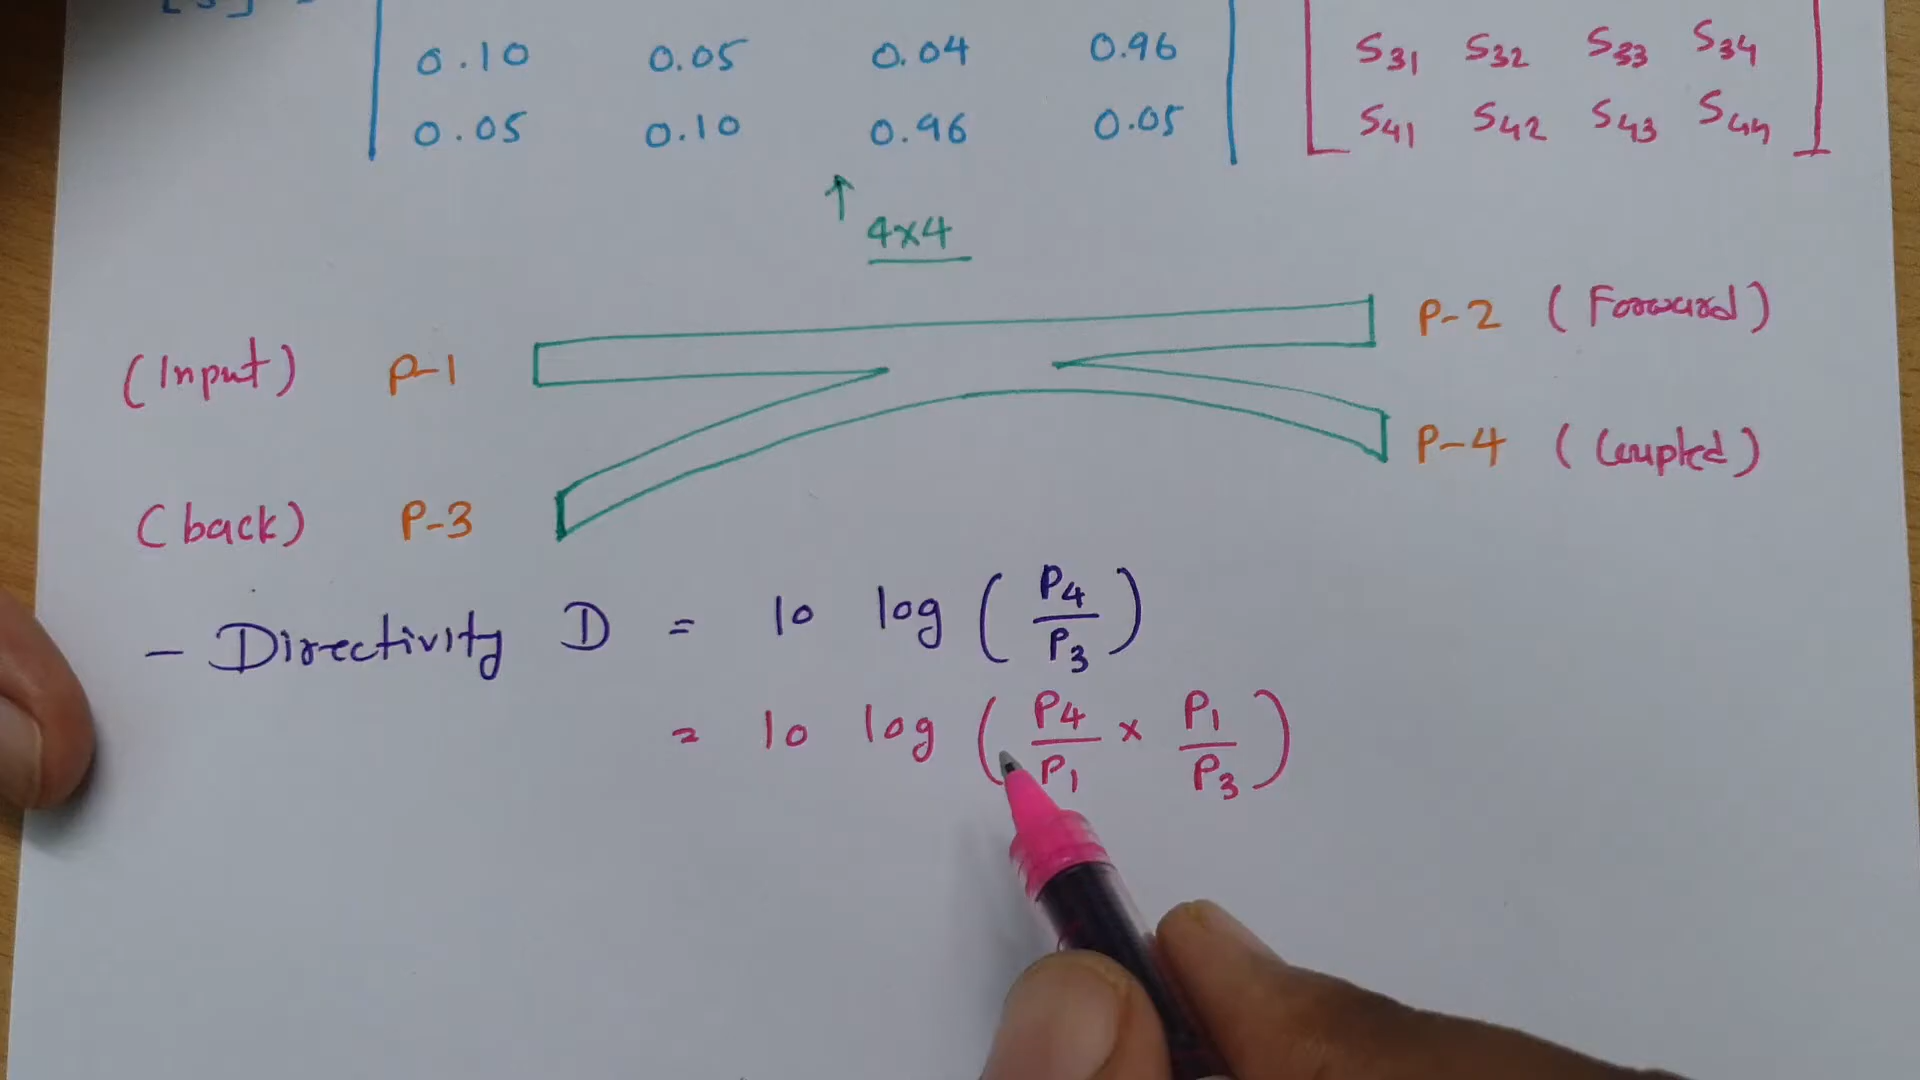 [S]
0.10 0.05 0.04 0.96
0.05 0.10 0.96 0.05
S31 S32 S33 S34
S41 S42 S43 S44
↑
4x4
(Input) P-1
P-2 (Forward)
P-4 (Coupled)
(back) P-3
- Directivity D = 10 log (P4/P3)
= 10 log (P4/P1 x P1/P3)